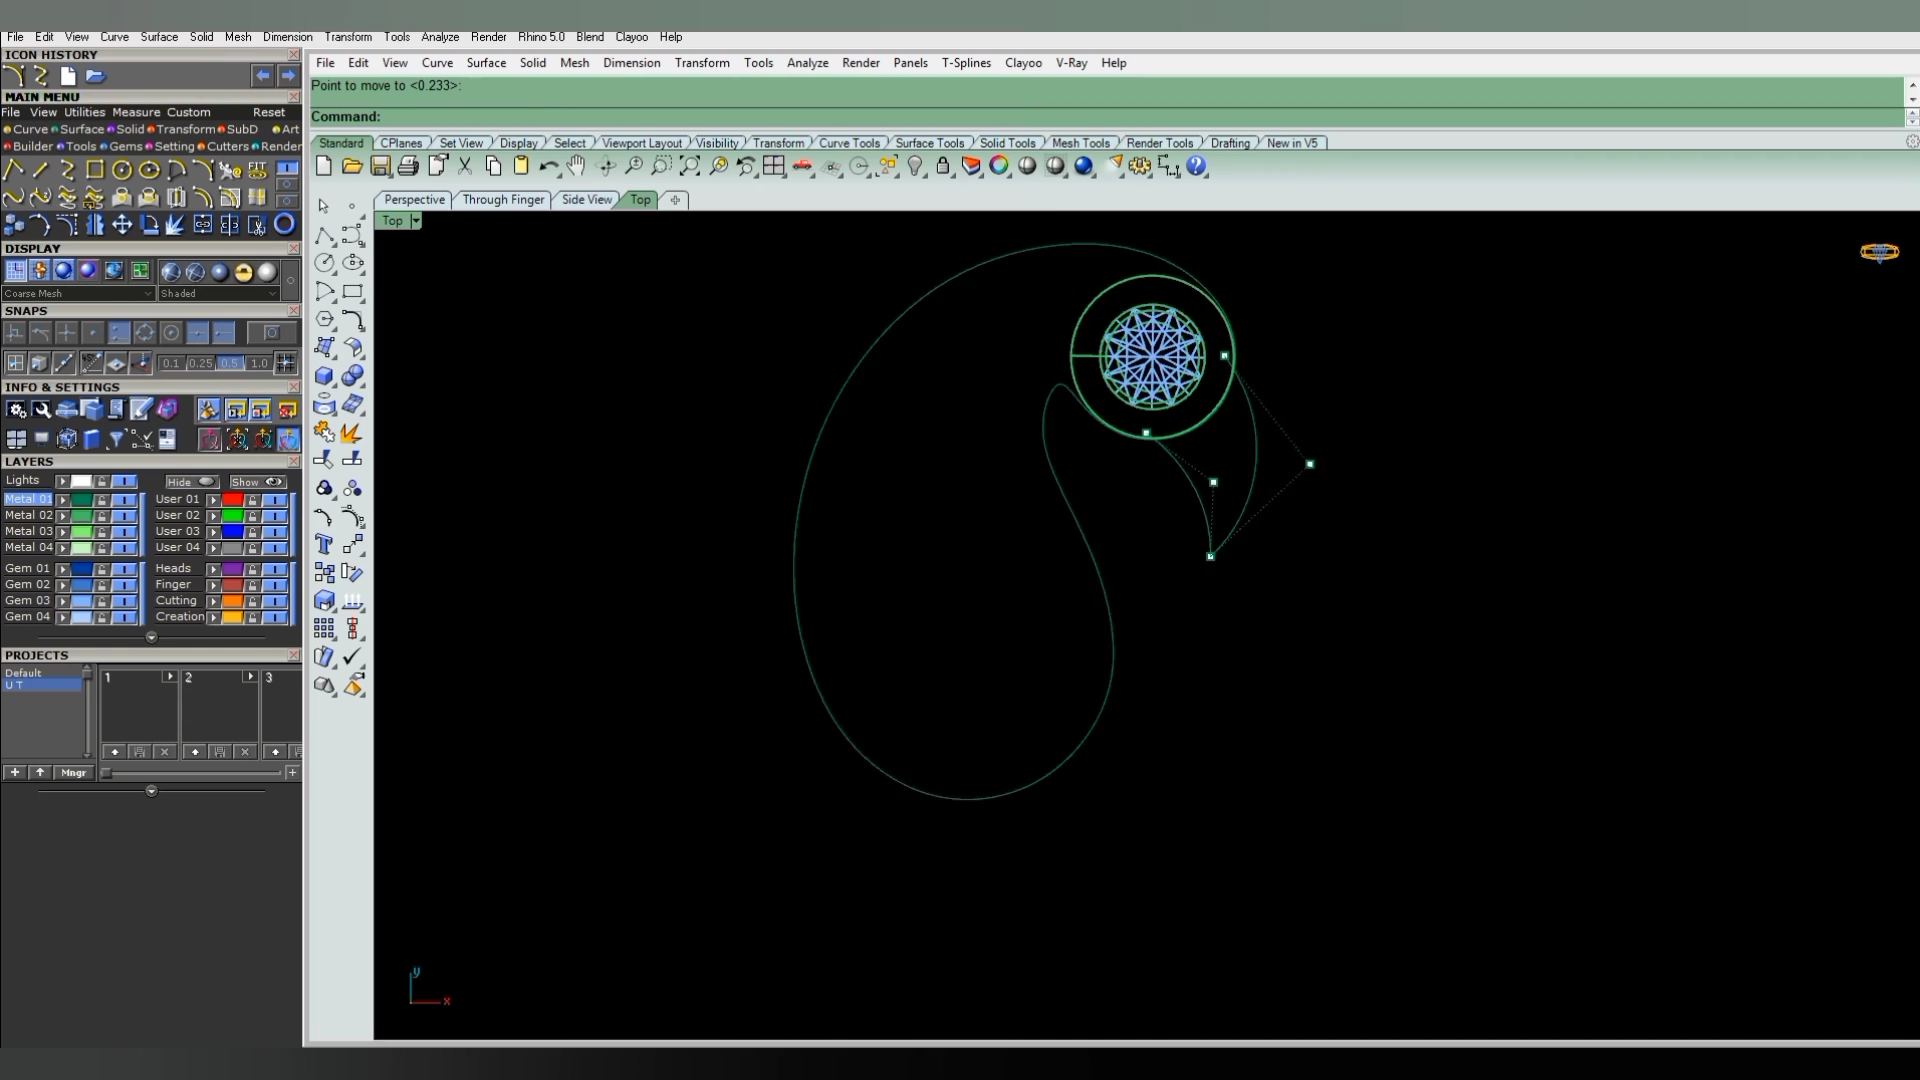 File Edit View Curve Surface Solid Mesh Dimension Transform Tools Analyze Render Rhino 5.0 Blend Clayoo Help
ICON HISTORY
MAIN MENU
File View Utilities Measure Custom Reset
Curve Surface Solid Transform SubD Art
Builder Tools Gems Setting Cutters Render
FIT
DISPLAY
Coarse Mesh Shaded
SNAPS
0.1 0.25 0.5 1.0
INFO & SETTINGS
LAYERS
Lights Hide Show
Metal 01 User 01
Metal 02 User 02
Metal 03 User 03
Metal 04 User 04
Gem 01 Heads
Gem 02 Finger
Gem 03 Cutting
Gem 04 Creation
PROJECTS
Default
U T
1 2 3
Mngr
File Edit View Curve Surface Solid Mesh Dimension Transform Tools Analyze Render Panels T-Splines Clayoo V-Ray Help
Point to move to <0.233>:
Command:
Standard CPlanes Set View Display Select Viewport Layout Visibility Transform Curve Tools Surface Tools Solid Tools Mesh Tools Render Tools Drafting New in V5
Perspective Through Finger Side View Top
Top
y
x